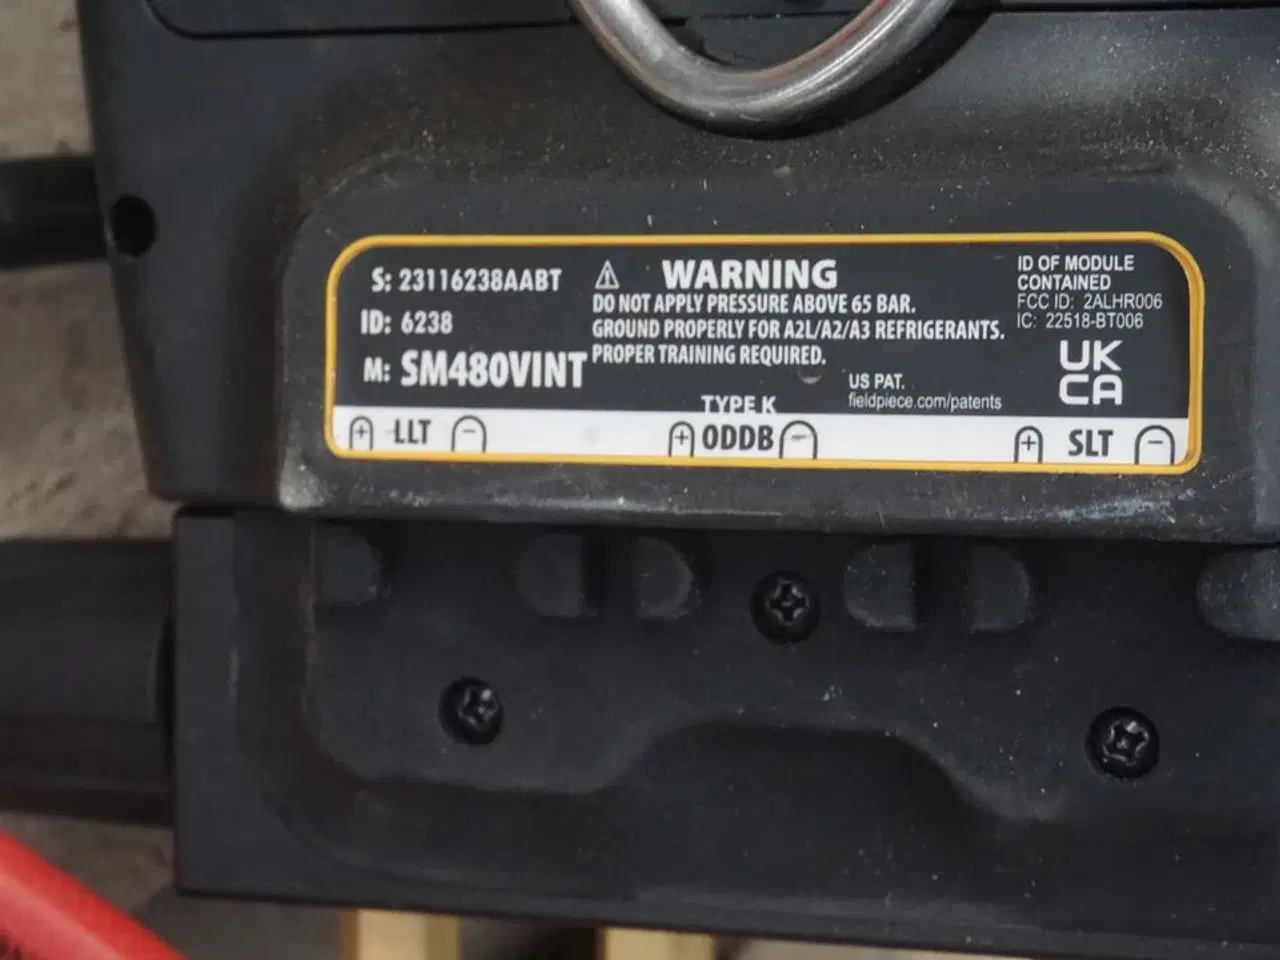 S: 23116238AABT
ID: 6238
M: SM480VINT
WARNING
DO NOT APPLY PRESSURE ABOVE 65 BAR.
GROUND PROPERLY FOR A2L/A2/A3 REFRIGERANTS.
PROPER TRAINING REQUIRED.
US PAT.
fieldpiece.com/patents
ID OF MODULE
CONTAINED
FCC ID: 2ALHR006
IC: 22518-BT006
UK
CA
TYPE K
+ LLT −
+ ODDB −
+ SLT −